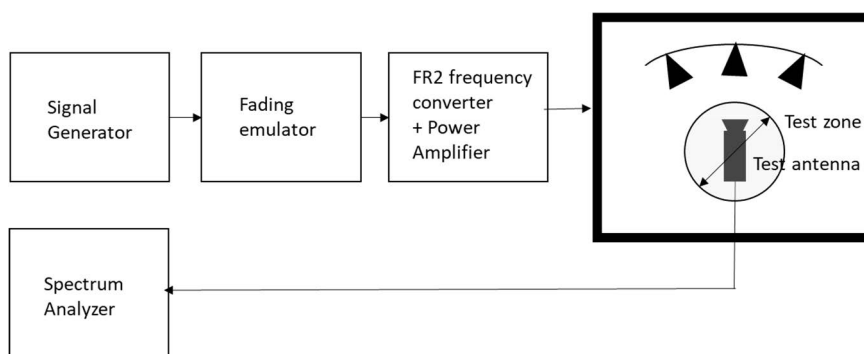 Signal
Generator
Fading
emulator
FR2 frequency
converter
+ Power
Amplifier
Test zone
Test antenna
Spectrum
Analyzer